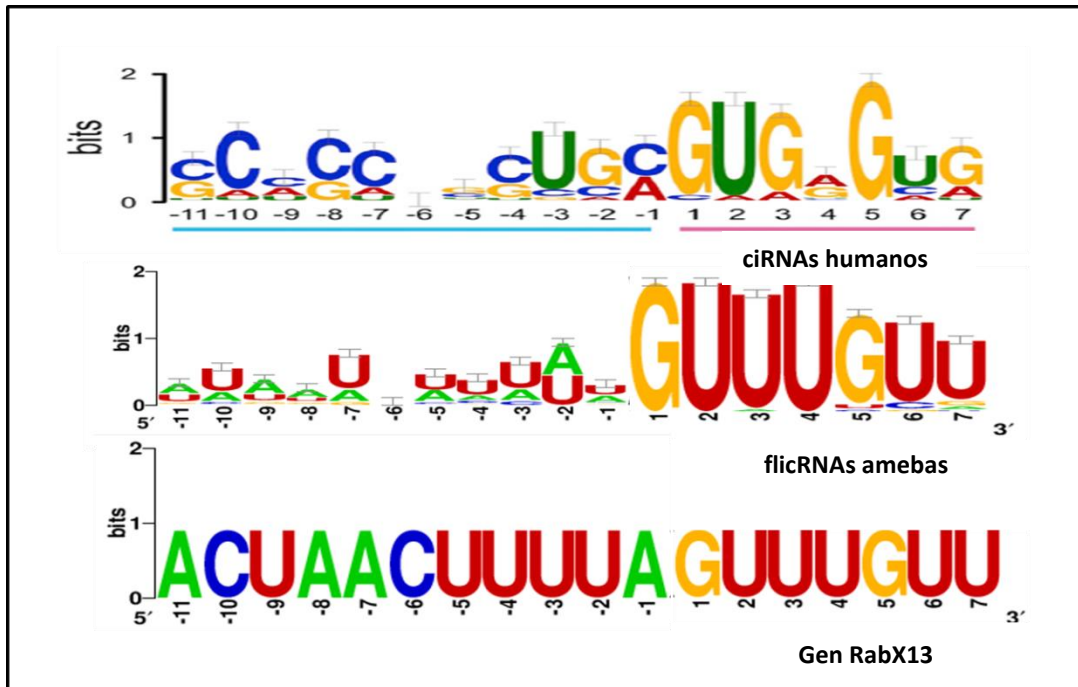 2
bits
1
0
C C C C C C U G C G U G A G U G
-11 -10 -9 -8 -7 -6 -5 -4 -3 -2 -1 1 2 3 4 5 6 7
ciRNAs humanos
2
bits
1
0
A U A A U U U U A U G U U U G U U
5´ -11 -10 -9 -8 -7 -6 -5 -4 -3 -2 -1 1 2 3 4 5 6 7 3´
flicRNAs amebas
2
bits
1
0
ACUAACUUUUAGUUUGUU
5´ -11 -10 -9 -8 -7 -6 -5 -4 -3 -2 -1 1 2 3 4 5 6 7 3´
Gen RabX13